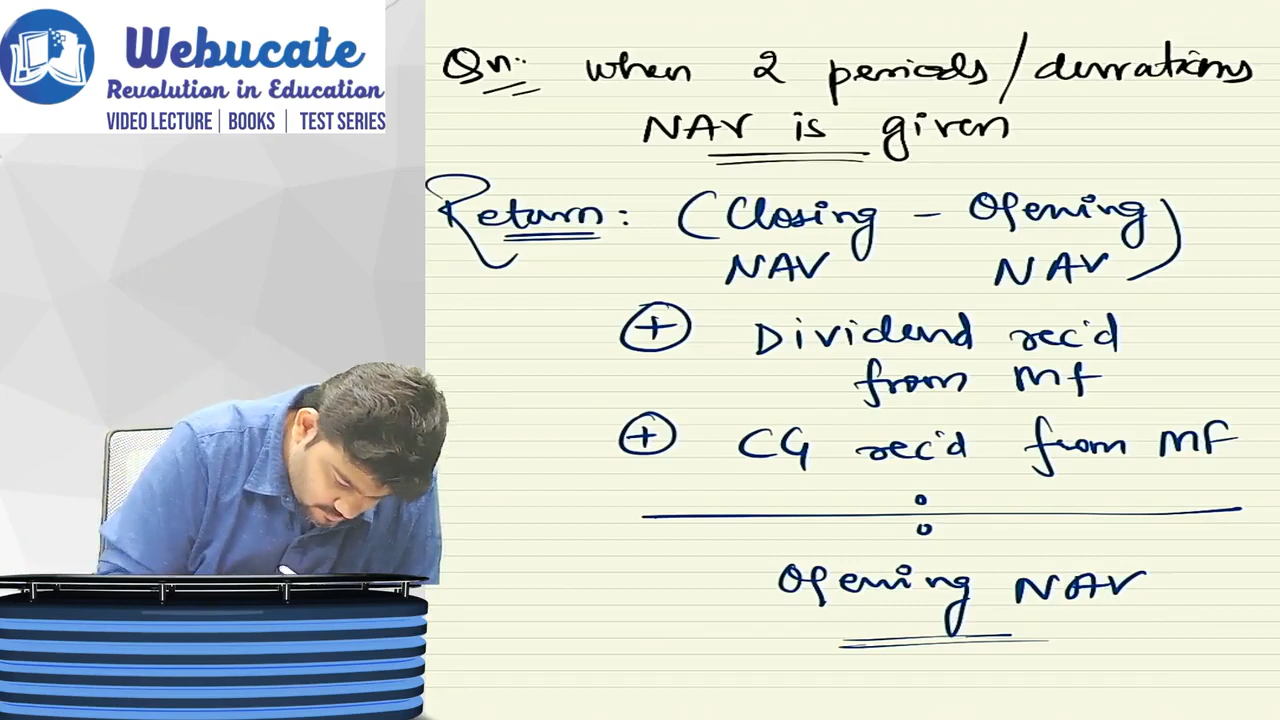 Webucate
Revolution in Education
VIDEO LECTURE | BOOKS | TEST SERIES
Qn:- when 2 periods/durrations
NAV is given
Return: (Closing - Opening
NAV NAV)
+ Dividend rec'd
from MF
+ CG rec'd from MF
÷
Opening NAV